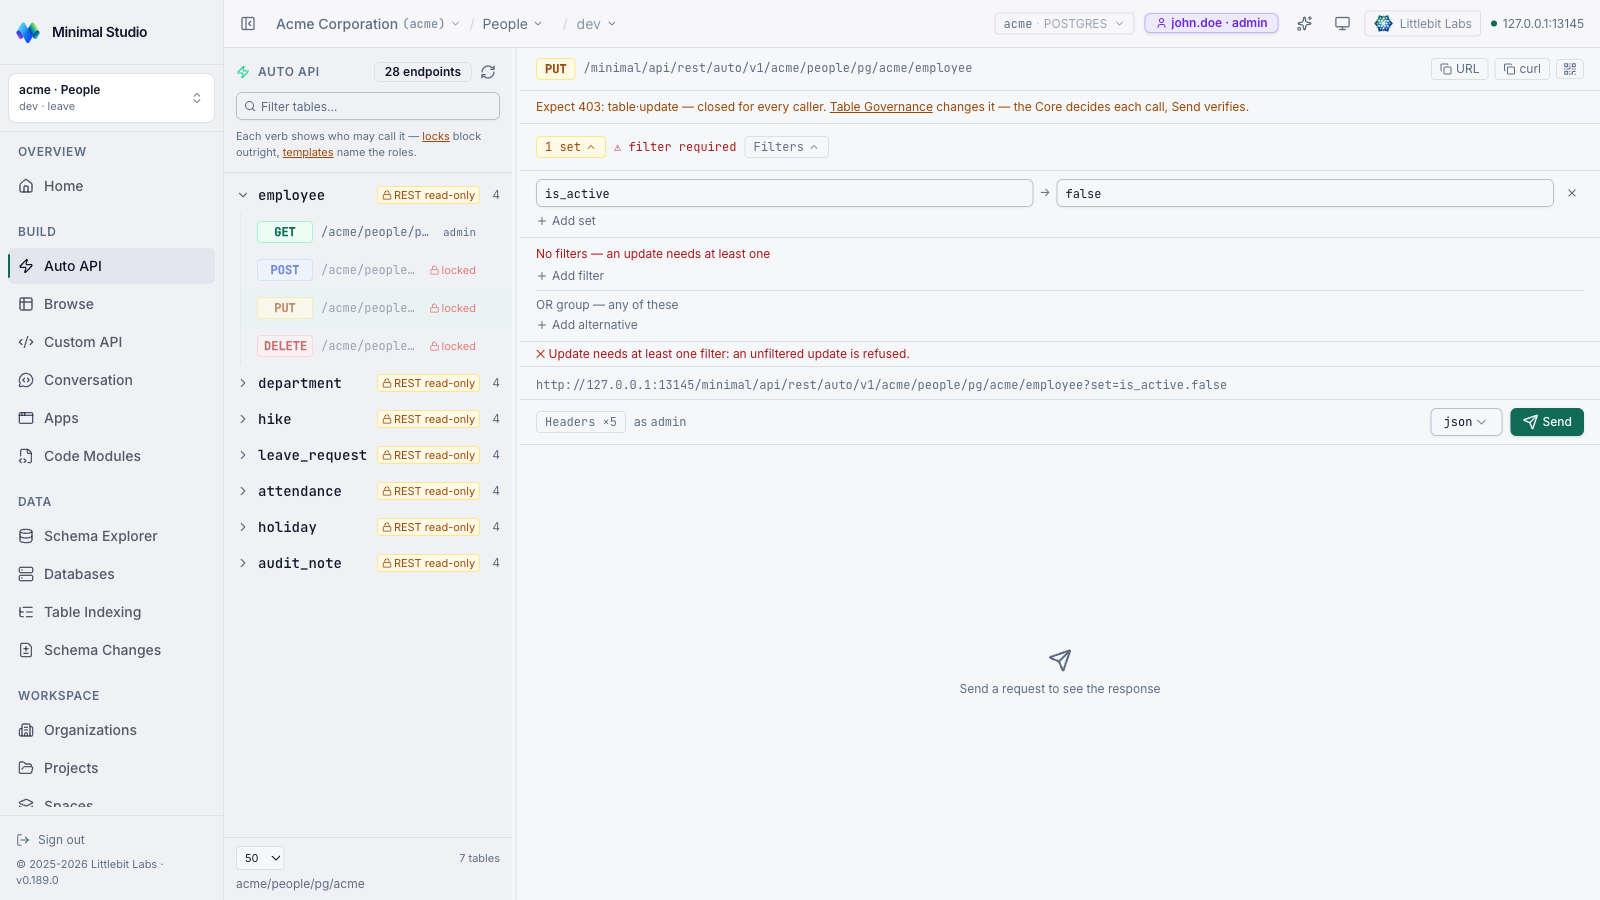 Minimal Studio
acme · People
dev · leave
OVERVIEW
Home
BUILD
Auto API
Browse
Custom API
Conversation
Apps
Code Modules
DATA
Schema Explorer
Databases
Table Indexing
Schema Changes
WORKSPACE
Organizations
Projects
Spaces
Sign out
© 2025-2026 Littlebit Labs ·
v0.189.0
Acme Corporation (acme) / People / dev
acme · POSTGRES
john.doe · admin
Littlebit Labs
127.0.0.1:13145
AUTO API
28 endpoints
Filter tables...
Each verb shows who may call it — locks block
outright, templates name the roles.
employee REST read-only 4
GET /acme/people/p… admin
POST /acme/people… locked
PUT /acme/people… locked
DELETE /acme/people… locked
department REST read-only 4
hike REST read-only 4
leave_request REST read-only 4
attendance REST read-only 4
holiday REST read-only 4
audit_note REST read-only 4
50
7 tables
acme/people/pg/acme
PUT /minimal/api/rest/auto/v1/acme/people/pg/acme/employee
URL
curl
Expect 403: table·update — closed for every caller. Table Governance changes it — the Core decides each call, Send verifies.
1 set
⚠ filter required
Filters
is_active → false ×
+ Add set
No filters — an update needs at least one
+ Add filter
OR group — any of these
+ Add alternative
× Update needs at least one filter: an unfiltered update is refused.
http://127.0.0.1:13145/minimal/api/rest/auto/v1/acme/people/pg/acme/employee?set=is_active.false
Headers ×5
as admin
json
Send
Send a request to see the response